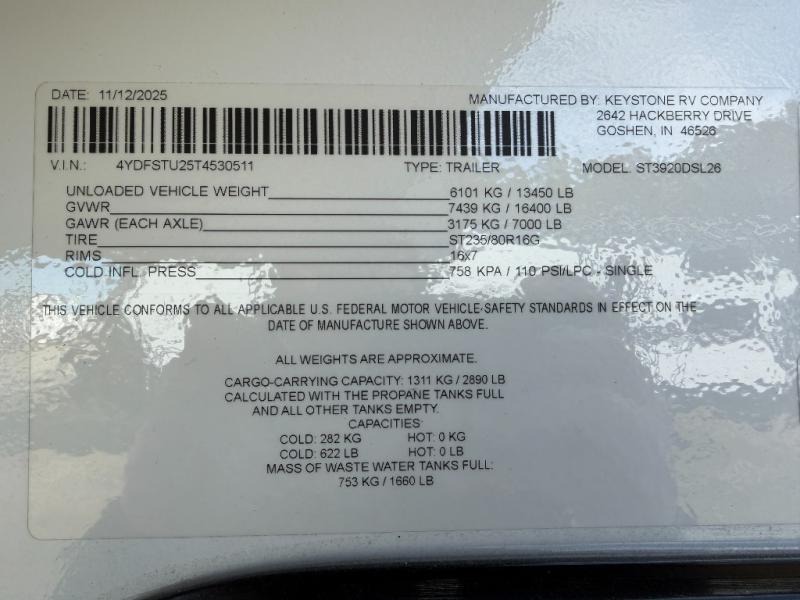 DATE: 11/12/2025
MANUFACTURED BY: KEYSTONE RV COMPANY
2642 HACKBERRY DRIVE
GOSHEN, IN 46526
V.I.N.: 4YDFSTU25T4530511 TYPE: TRAILER MODEL: ST3920DSL26
UNLOADED VEHICLE WEIGHT 6101 KG / 13450 LB
GVWR 7439 KG / 16400 LB
GAWR (EACH AXLE) 3175 KG / 7000 LB
TIRE ST235/80R16G
RIMS 16x7
COLD INFL. PRESS 758 KPA / 110 PSI/LPC - SINGLE
THIS VEHICLE CONFORMS TO ALL APPLICABLE U.S. FEDERAL MOTOR VEHICLE SAFETY STANDARDS IN EFFECT ON THE
DATE OF MANUFACTURE SHOWN ABOVE.
ALL WEIGHTS ARE APPROXIMATE.
CARGO-CARRYING CAPACITY: 1311 KG / 2890 LB
CALCULATED WITH THE PROPANE TANKS FULL
AND ALL OTHER TANKS EMPTY.
CAPACITIES
COLD: 282 KG HOT: 0 KG
COLD: 622 LB HOT: 0 LB
MASS OF WASTE WATER TANKS FULL:
753 KG / 1660 LB